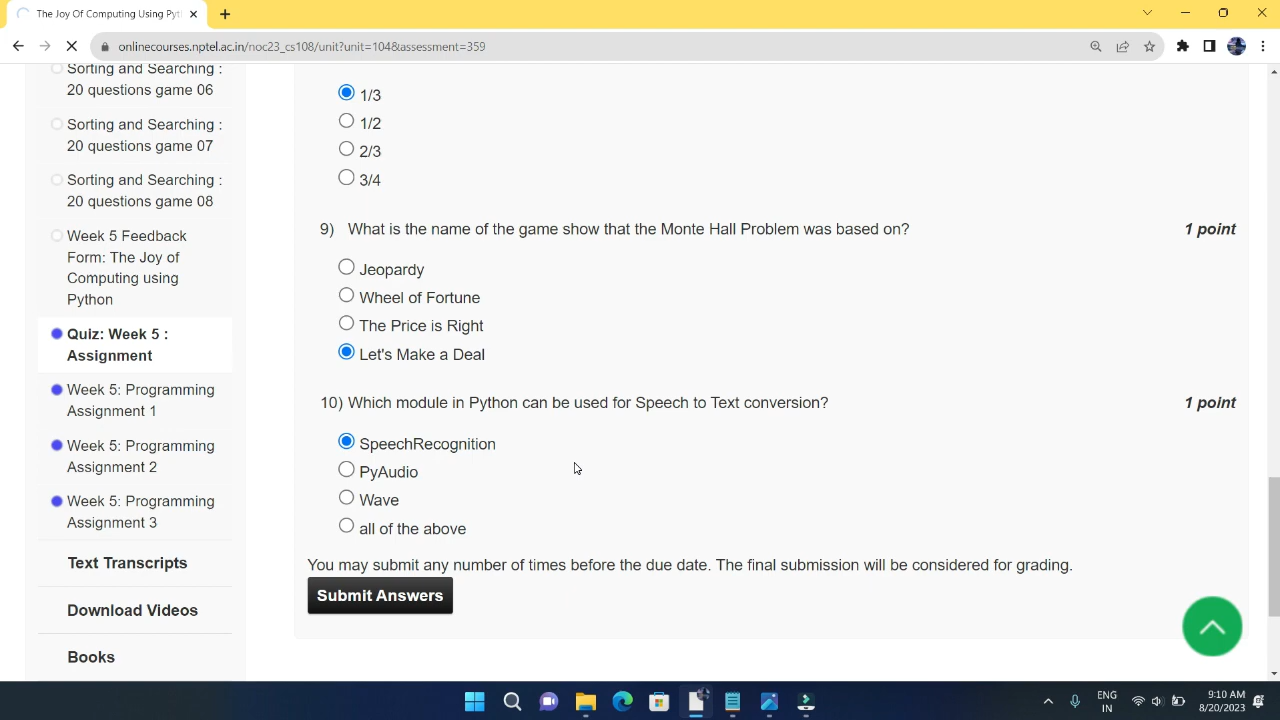 The Joy Of Computing Using Pyt
onlinecourses.nptel.ac.in/noc23_cs108/unit?unit=104&assessment=359
Sorting and Searching :
20 questions game 06
Sorting and Searching :
20 questions game 07
Sorting and Searching :
20 questions game 08
Week 5 Feedback
Form: The Joy of
Computing using
Python
Quiz: Week 5 :
Assignment
Week 5: Programming
Assignment 1
Week 5: Programming
Assignment 2
Week 5: Programming
Assignment 3
Text Transcripts
Download Videos
Books
1/3
1/2
2/3
3/4
9) What is the name of the game show that the Monte Hall Problem was based on? 1 point
Jeopardy
Wheel of Fortune
The Price is Right
Let's Make a Deal
10) Which module in Python can be used for Speech to Text conversion? 1 point
SpeechRecognition
PyAudio
Wave
all of the above
You may submit any number of times before the due date. The final submission will be considered for grading.
Submit Answers
ENG
IN
9:10 AM
8/20/2023